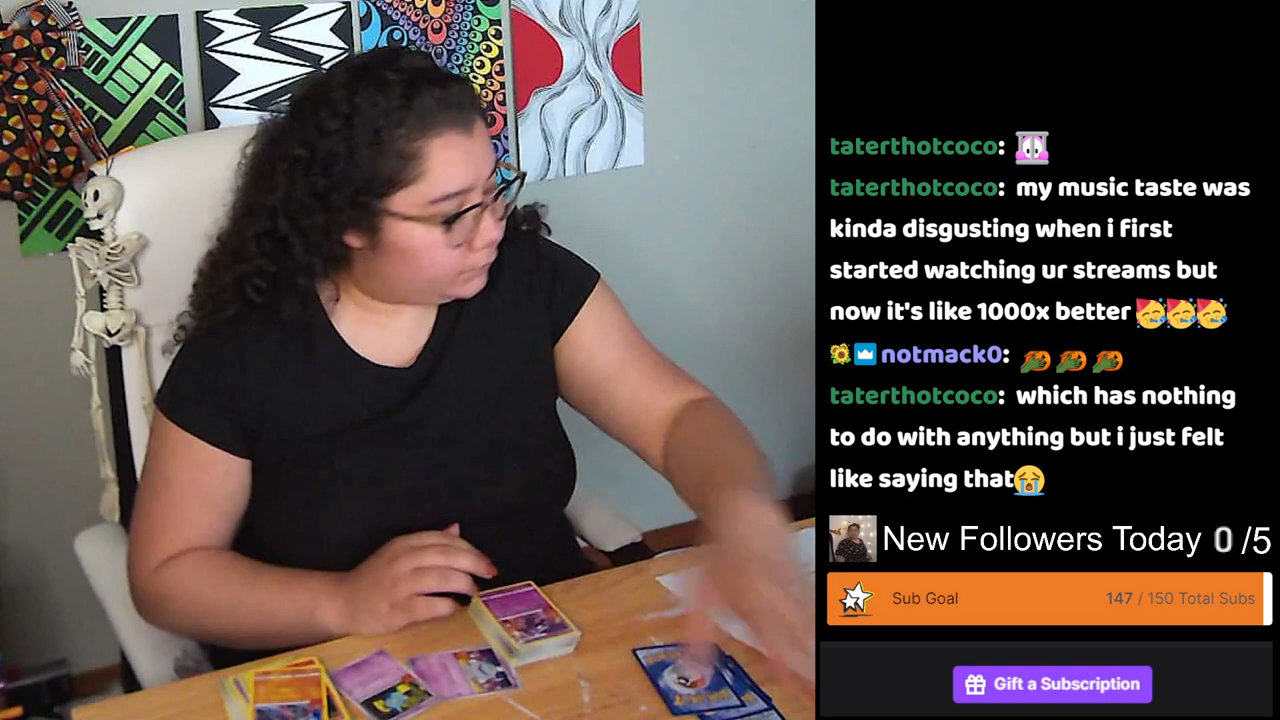 taterthotcoco:
taterthotcoco: my music taste was
kinda disgusting when i first
started watching ur streams but
now it's like 1000x better
notmack0:
taterthotcoco: which has nothing
to do with anything but i just felt
like saying that
New Followers Today 0 /5
Sub Goal 147 / 150 Total Subs
Gift a Subscription